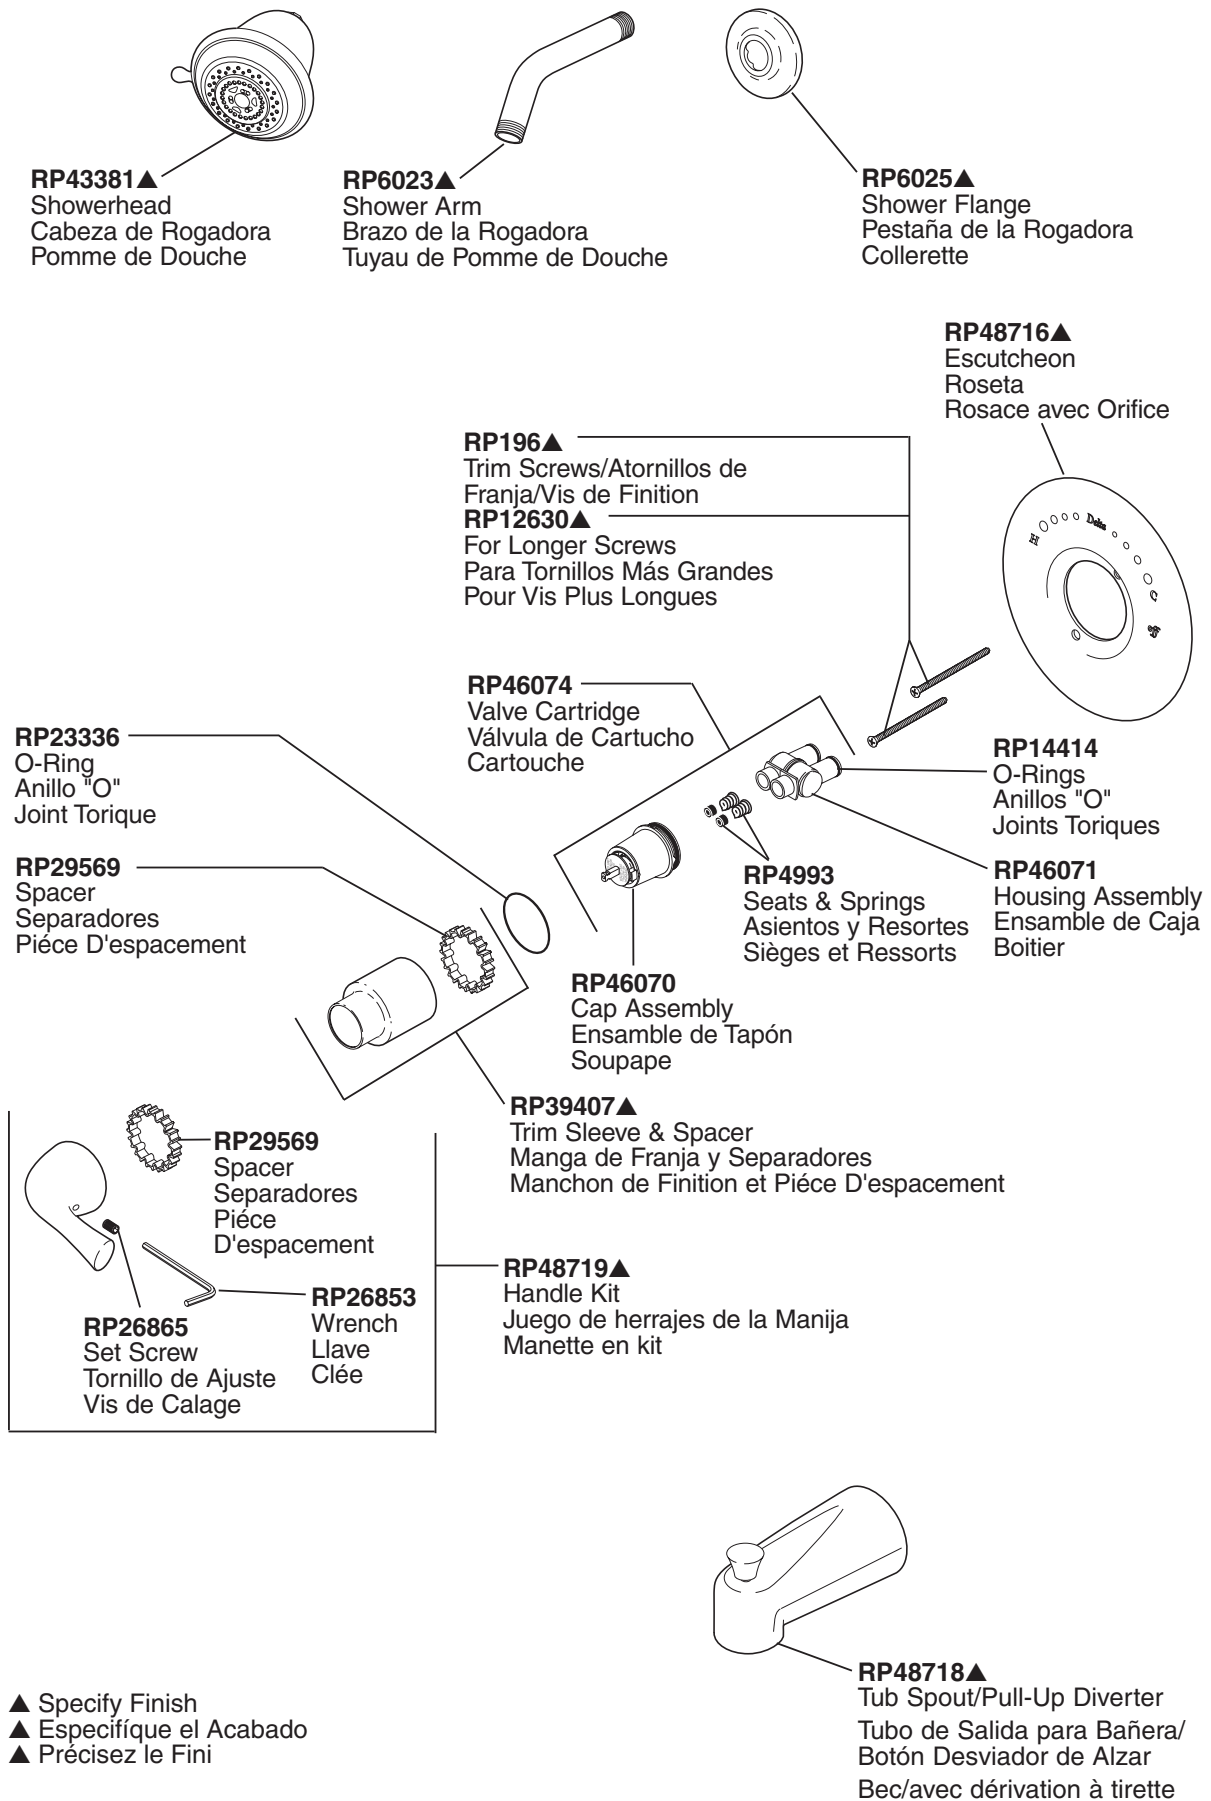 RP43381▲
Showerhead
Cabeza de Rogadora
Pomme de Douche
RP6023▲
Shower Arm
Brazo de la Rogadora
Tuyau de Pomme de Douche
RP6025▲
Shower Flange
Pestaña de la Rogadora
Collerette
RP48716▲
Escutcheon
Roseta
Rosace avec Orifice
H
Delta
C
RP196▲
Trim Screws/Atornillos de
Franja/Vis de Finition
RP12630▲
For Longer Screws
Para Tornillos Más Grandes
Pour Vis Plus Longues
RP46074
Valve Cartridge
Válvula de Cartucho
Cartouche
RP23336
O-Ring
Anillo "O"
Joint Torique
RP14414
O-Rings
Anillos "O"
Joints Toriques
RP29569
Spacer
Separadores
Piéce D'espacement
RP4993
Seats & Springs
Asientos y Resortes
Sièges et Ressorts
RP46071
Housing Assembly
Ensamble de Caja
Boitier
RP46070
Cap Assembly
Ensamble de Tapón
Soupape
RP39407▲
Trim Sleeve & Spacer
Manga de Franja y Separadores
Manchon de Finition et Piéce D'espacement
RP29569
Spacer
Separadores
Piéce
D'espacement
RP48719▲
Handle Kit
Juego de herrajes de la Manija
Manette en kit
RP26853
Wrench
Llave
Clée
RP26865
Set Screw
Tornillo de Ajuste
Vis de Calage
RP48718▲
Tub Spout/Pull-Up Diverter
Tubo de Salida para Bañera/
Botón Desviador de Alzar
Bec/avec dérivation à tirette
▲ Specify Finish
▲ Especifíque el Acabado
▲ Précisez le Fini